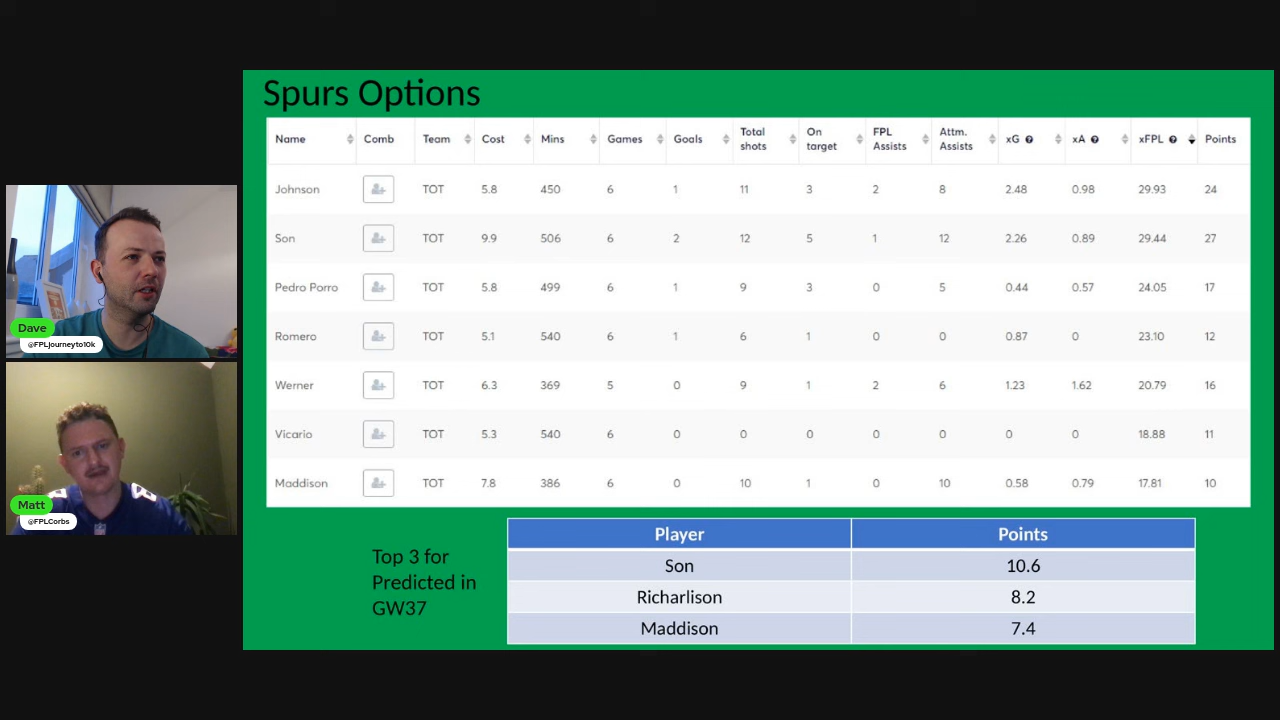 Spurs Options
Name Comb Team Cost Mins Games Goals Total shots On target FPL Assists Attm. Assists xG xA xFPL Points
Johnson TOT 5.8 450 6 1 11 3 2 8 2.48 0.98 29.93 24
Son TOT 9.9 506 6 2 12 5 1 12 2.26 0.89 29.44 27
Pedro Porro TOT 5.8 499 6 1 9 3 0 5 0.44 0.57 24.05 17
Romero TOT 5.1 540 6 1 6 1 0 0 0.87 0 23.10 12
Werner TOT 6.3 369 5 0 9 1 2 6 1.23 1.62 20.79 16
Vicario TOT 5.3 540 6 0 0 0 0 0 0 0 18.88 11
Maddison TOT 7.8 386 6 0 10 1 0 10 0.58 0.79 17.81 10
Dave
@FPLjourneyto10k
Matt
@FPLCorbs
Top 3 for
Predicted in
GW37
Player Points
Son 10.6
Richarlison 8.2
Maddison 7.4